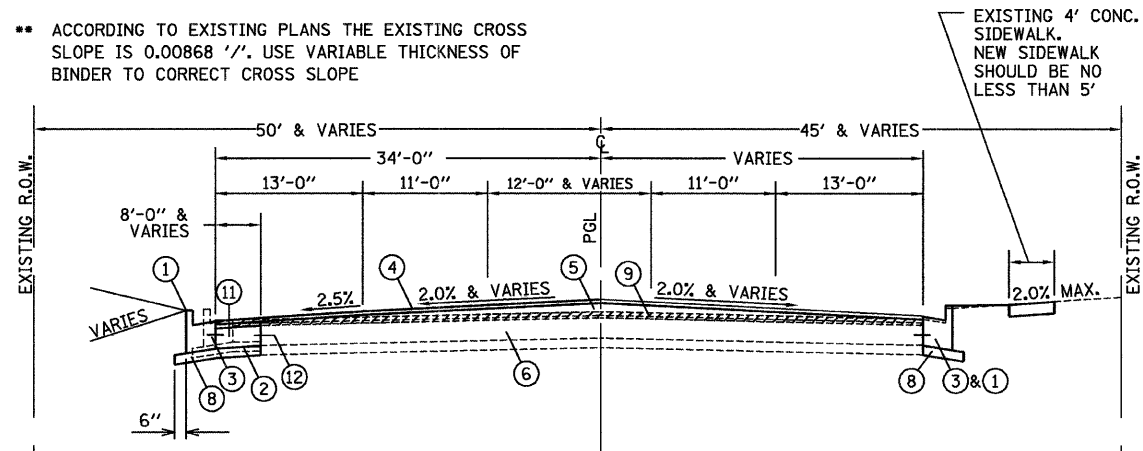 ** ACCORDING TO EXISTING PLANS THE EXISTING CROSS
SLOPE IS 0.00868 '/'. USE VARIABLE THICKNESS OF
BINDER TO CORRECT CROSS SLOPE
EXISTING 4' CONC.
SIDEWALK.
NEW SIDEWALK
SHOULD BE NO
LESS THAN 5'
50' & VARIES
45' & VARIES
℄
34'-0"
VARIES
13'-0"
11'-0"
12'-0" & VARIES
11'-0"
13'-0"
8'-0" &
VARIES
EXISTING R.O.W.
PGL
EXISTING R.O.W.
1
11
4
5
9
2.5%
2.0% & VARIES
2.0% & VARIES
2.0% MAX.
VARIES
6
8
3
2
12
8
3 & 1
6"